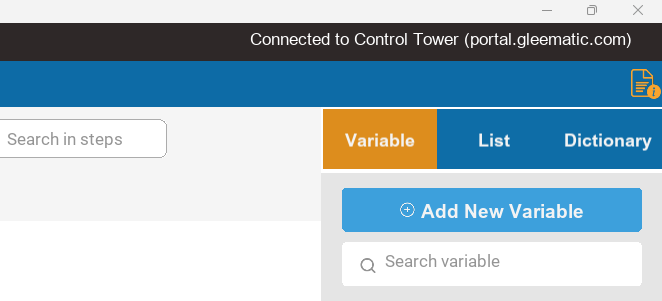 Connected to Control Tower (portal.gleematic.com)
Search in steps
Variable List Dictionary
Add New Variable
Search variable